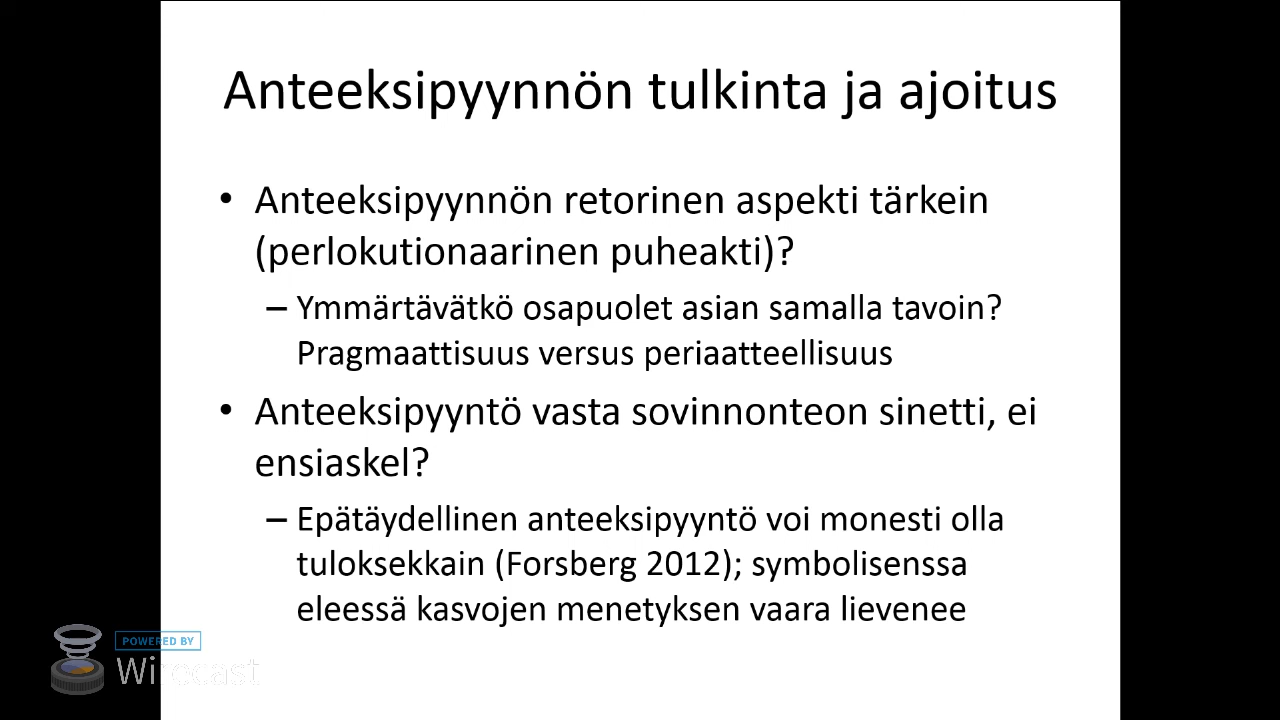 Anteeksipyynnön tulkinta ja ajoitus
• Anteeksipyynnön retorinen aspekti tärkein
(perlokutionaarinen puheakti)?
– Ymmärtävätkö osapuolet asian samalla tavoin?
Pragmaattisuus versus periaatteellisuus
• Anteeksipyyntö vasta sovinnonteon sinetti, ei
ensiaskel?
– Epätäydellinen anteeksipyyntö voi monesti olla
tuloksekkain (Forsberg 2012); symbolisenssa
eleessä kasvojen menetyksen vaara lievenee
POWERED BY
Wirecast